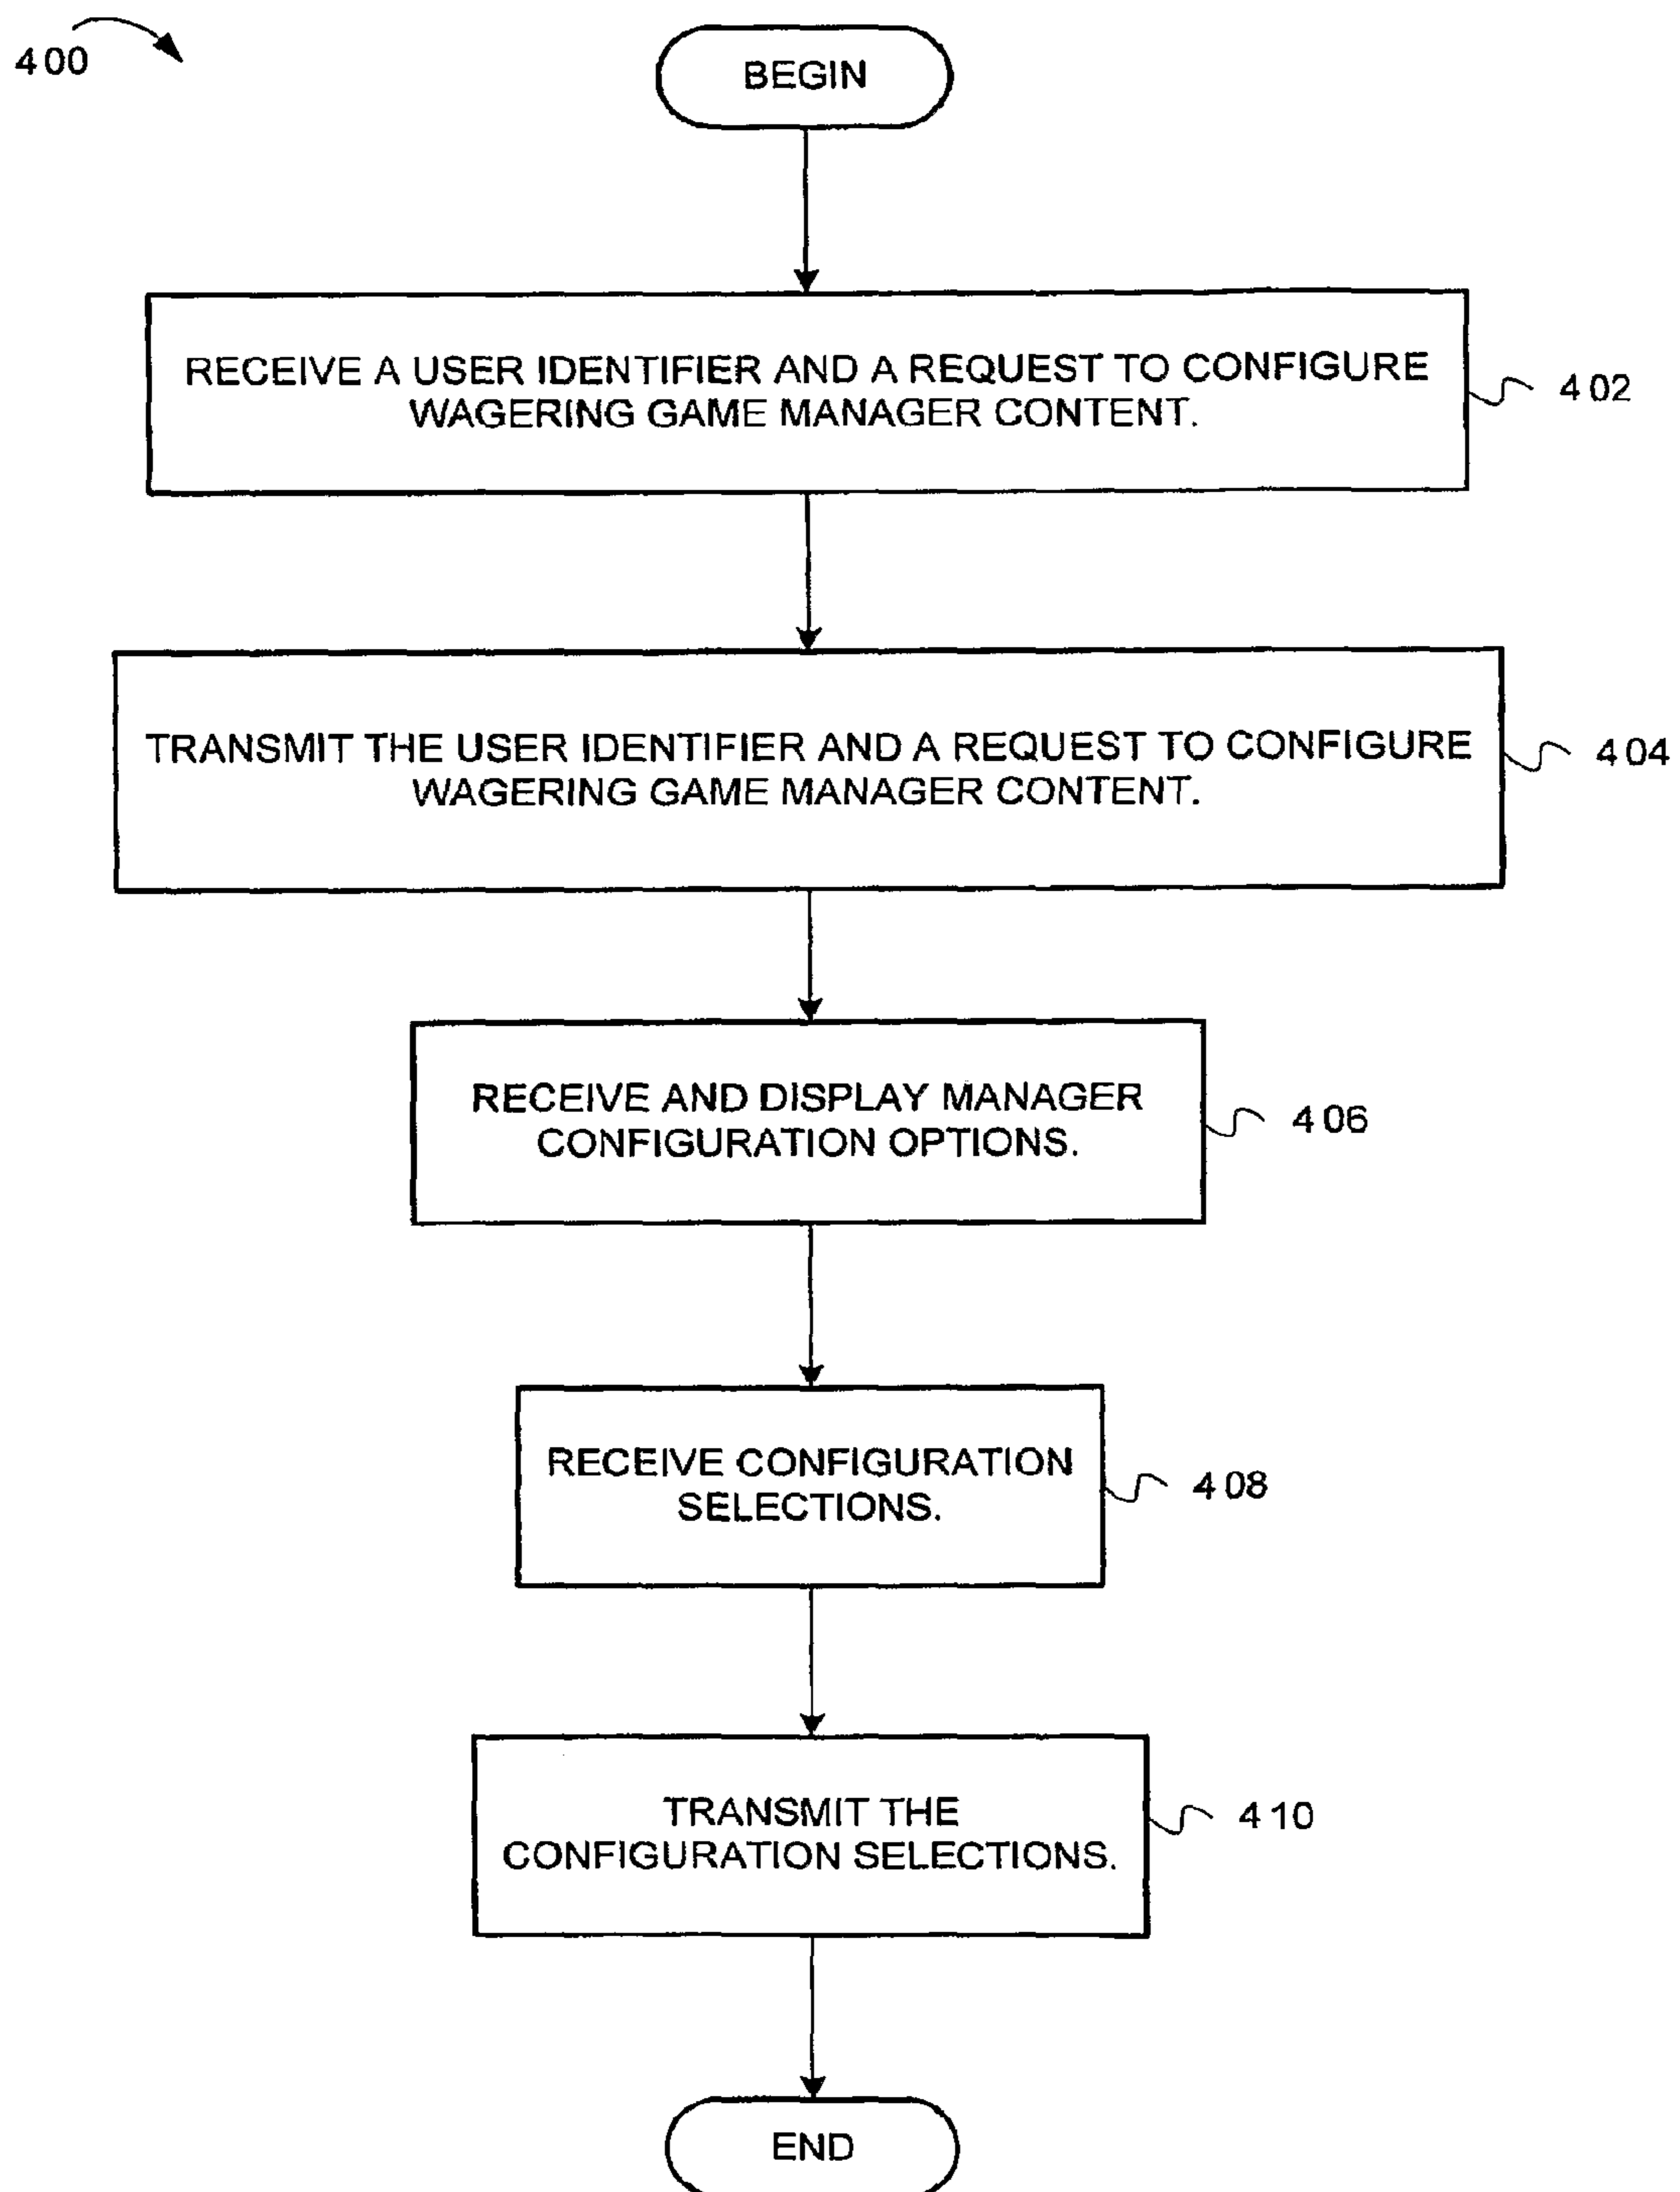 400
BEGIN
RECEIVE A USER IDENTIFIER AND A REQUEST TO CONFIGURE
WAGERING GAME MANAGER CONTENT.
402
TRANSMIT THE USER IDENTIFIER AND A REQUEST TO CONFIGURE
WAGERING GAME MANAGER CONTENT.
404
RECEIVE AND DISPLAY MANAGER
CONFIGURATION OPTIONS.
406
RECEIVE CONFIGURATION
SELECTIONS.
408
TRANSMIT THE
CONFIGURATION SELECTIONS.
410
END